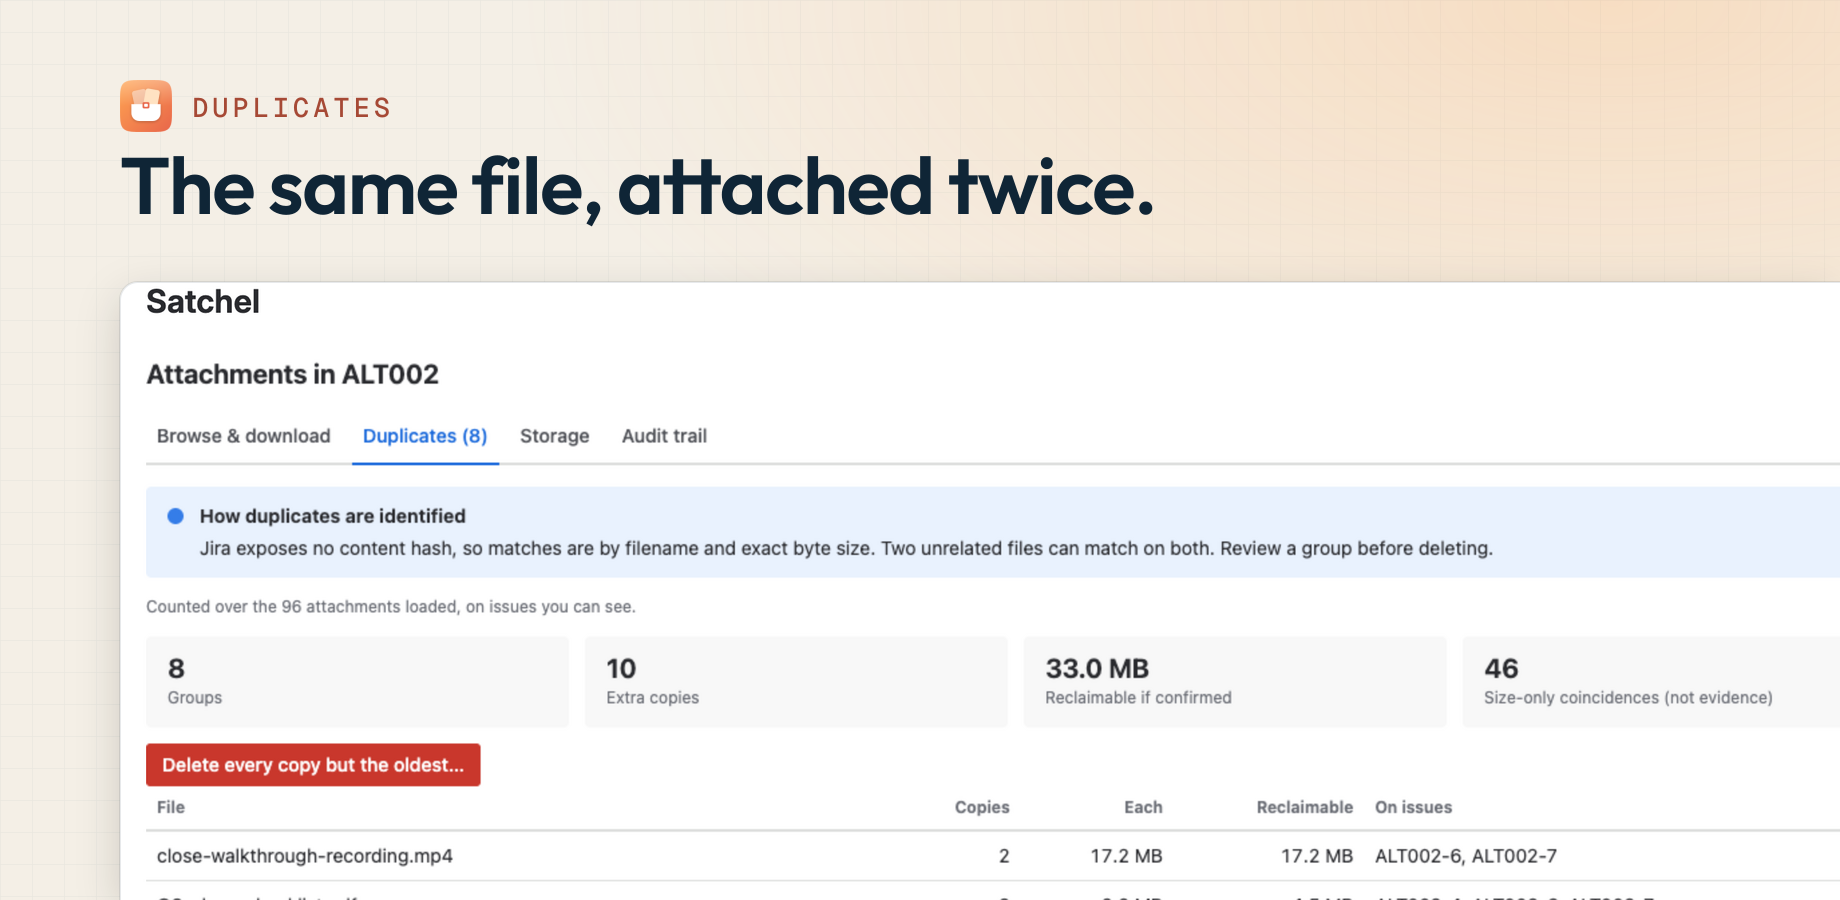 DUPLICATES
The same file, attached twice.
Satchel
Attachments in ALT002
Browse & download Duplicates (8) Storage Audit trail
How duplicates are identified
Jira exposes no content hash, so matches are by filename and exact byte size. Two unrelated files can match on both. Review a group before deleting.
Counted over the 96 attachments loaded, on issues you can see.
8 10 33.0 MB 46
Groups Extra copies Reclaimable if confirmed Size-only coincidences (not evidence)
Delete every copy but the oldest...
File Copies Each Reclaimable On issues
close-walkthrough-recording.mp4 2 17.2 MB 17.2 MB ALT002-6, ALT002-7